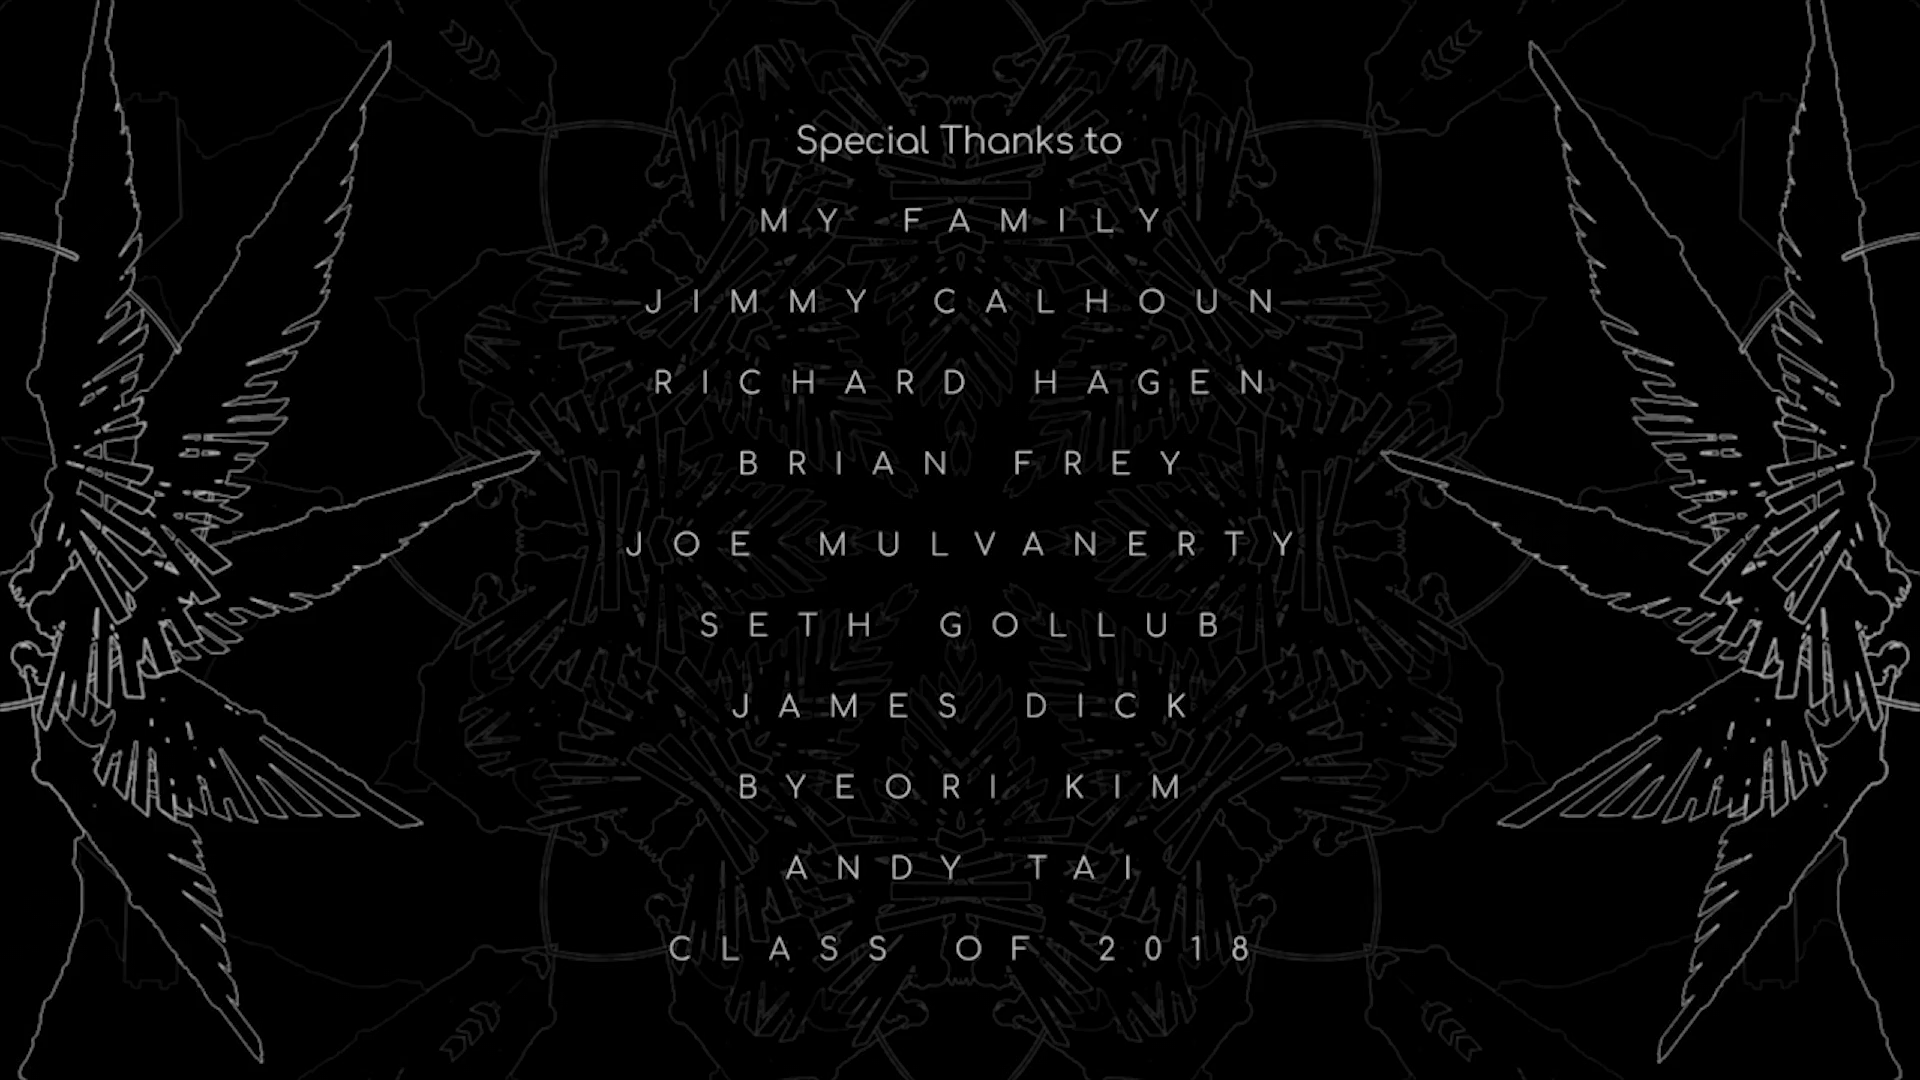 Special Thanks to
MY FAMILY
JIMMY CALHOUN
RICHARD HAGEN
BRIAN FREY
JOE MULVANERTY
SETH GOLLUB
JAMES DICK
BYEORI KIM
ANDY TAI
CLASS OF 2018